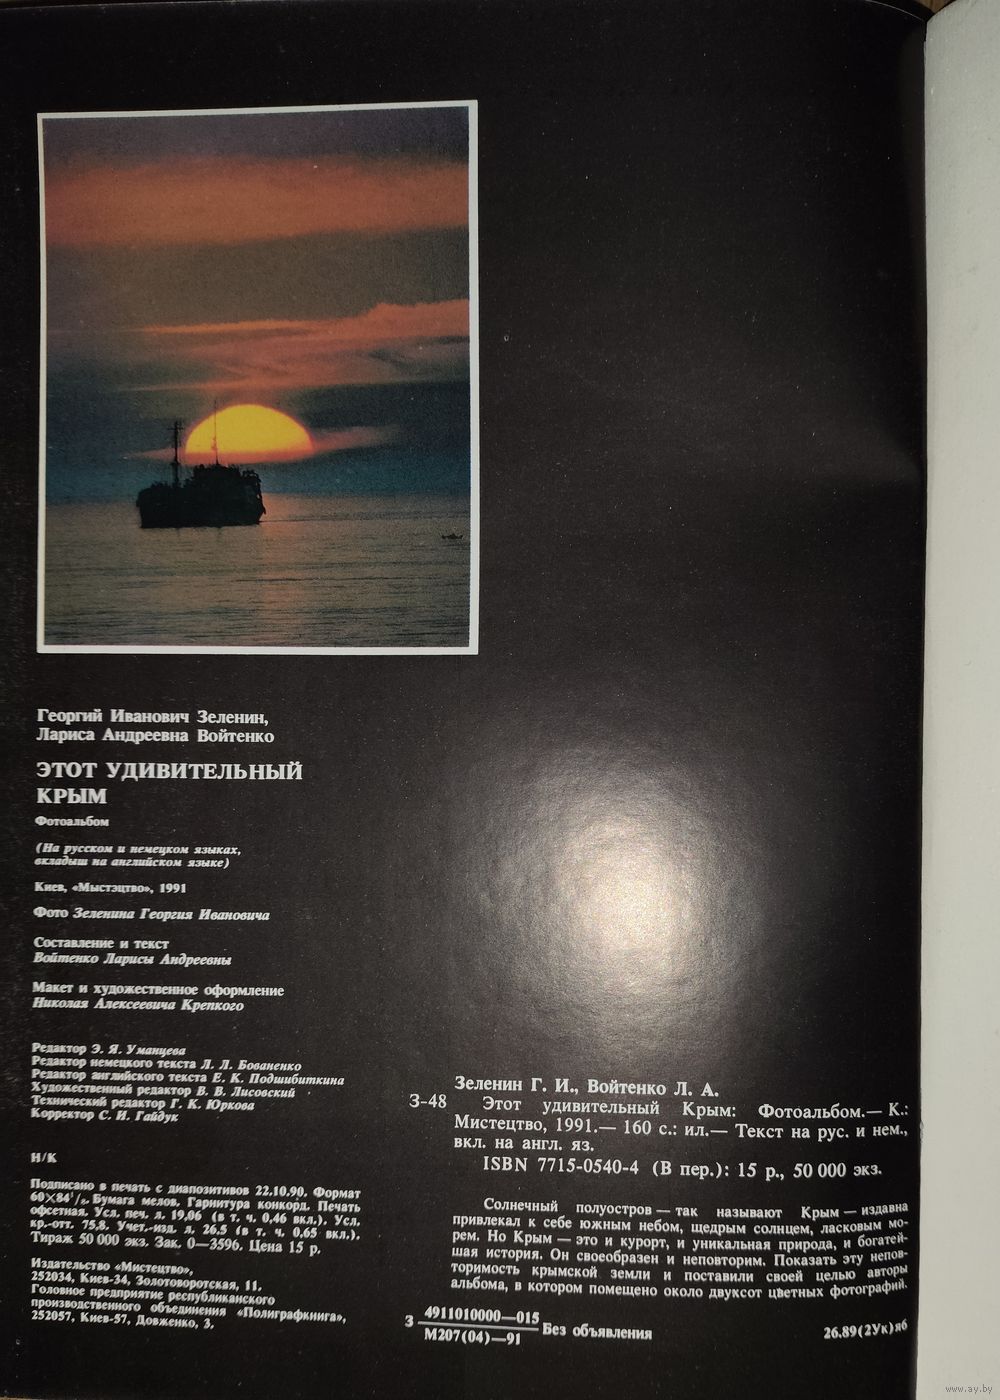 Георгий Иванович Зеленин,
Лариса Андреевна Войтенко
ЭТОТ УДИВИТЕЛЬНЫЙ
КРЫМ
Фотоальбом
(На русском и немецком языках,
вкладыш на английском языке)
Киев, «Мыстэцтво», 1991
Фото Зеленина Георгия Ивановича
Составление и текст
Войтенко Ларисы Андреевны
Макет и художественное оформление
Николая Алексеевича Крепкого
Редактор Э. Я. Уманцева
Редактор немецкого текста Л. Л. Бованенко
Редактор английского текста Е. К. Подшибиткина
Художественный редактор В. В. Лисовский
Технический редактор Г. К. Юркова
Корректор С. И. Гайдук
Н/К
Подписано в печать с диапозитивов 22.10.90. Формат
60×84¹/₈. Бумага мелов. Гарнитура конкорд. Печать
офсетная. Усл. печ. л. 19,06 (в т. ч. 0,46 вкл.). Усл.
кр.-отт. 75,8. Учет.-изд. л. 26,5 (в т. ч. 0,65 вкл.).
Тираж 50 000 экз. Зак. 0—3596. Цена 15 р.
Издательство «Мистецтво»,
252034, Киев-34, Золотоворотская, 11.
Головное предприятие республиканского
производственного объединения «Полиграфкнига»,
252057, Киев-57, Довженко, 3.
Зеленин Г. И., Войтенко Л. А.
З-48 Этот удивительный Крым: Фотоальбом.— К.:
Мистецтво, 1991.— 160 с.: ил.— Текст на рус. и нем.,
вкл. на англ. яз.
ISBN 7715-0540-4 (В пер.): 15 р., 50 000 экз.
Солнечный полуостров — так называют Крым — издавна
привлекал к себе южным небом, щедрым солнцем, ласковым мо-
рем. Но Крым — это и курорт, и уникальная природа, и богатей-
шая история. Он своеобразен и неповторим. Показать эту непов-
торимость крымской земли и поставили своей целью авторы
альбома, в котором помещено около двухсот цветных фотографий.
З 4911010000—015
М207(04)—91 Без объявления
26.89(2Ук)я6
www.ay.by